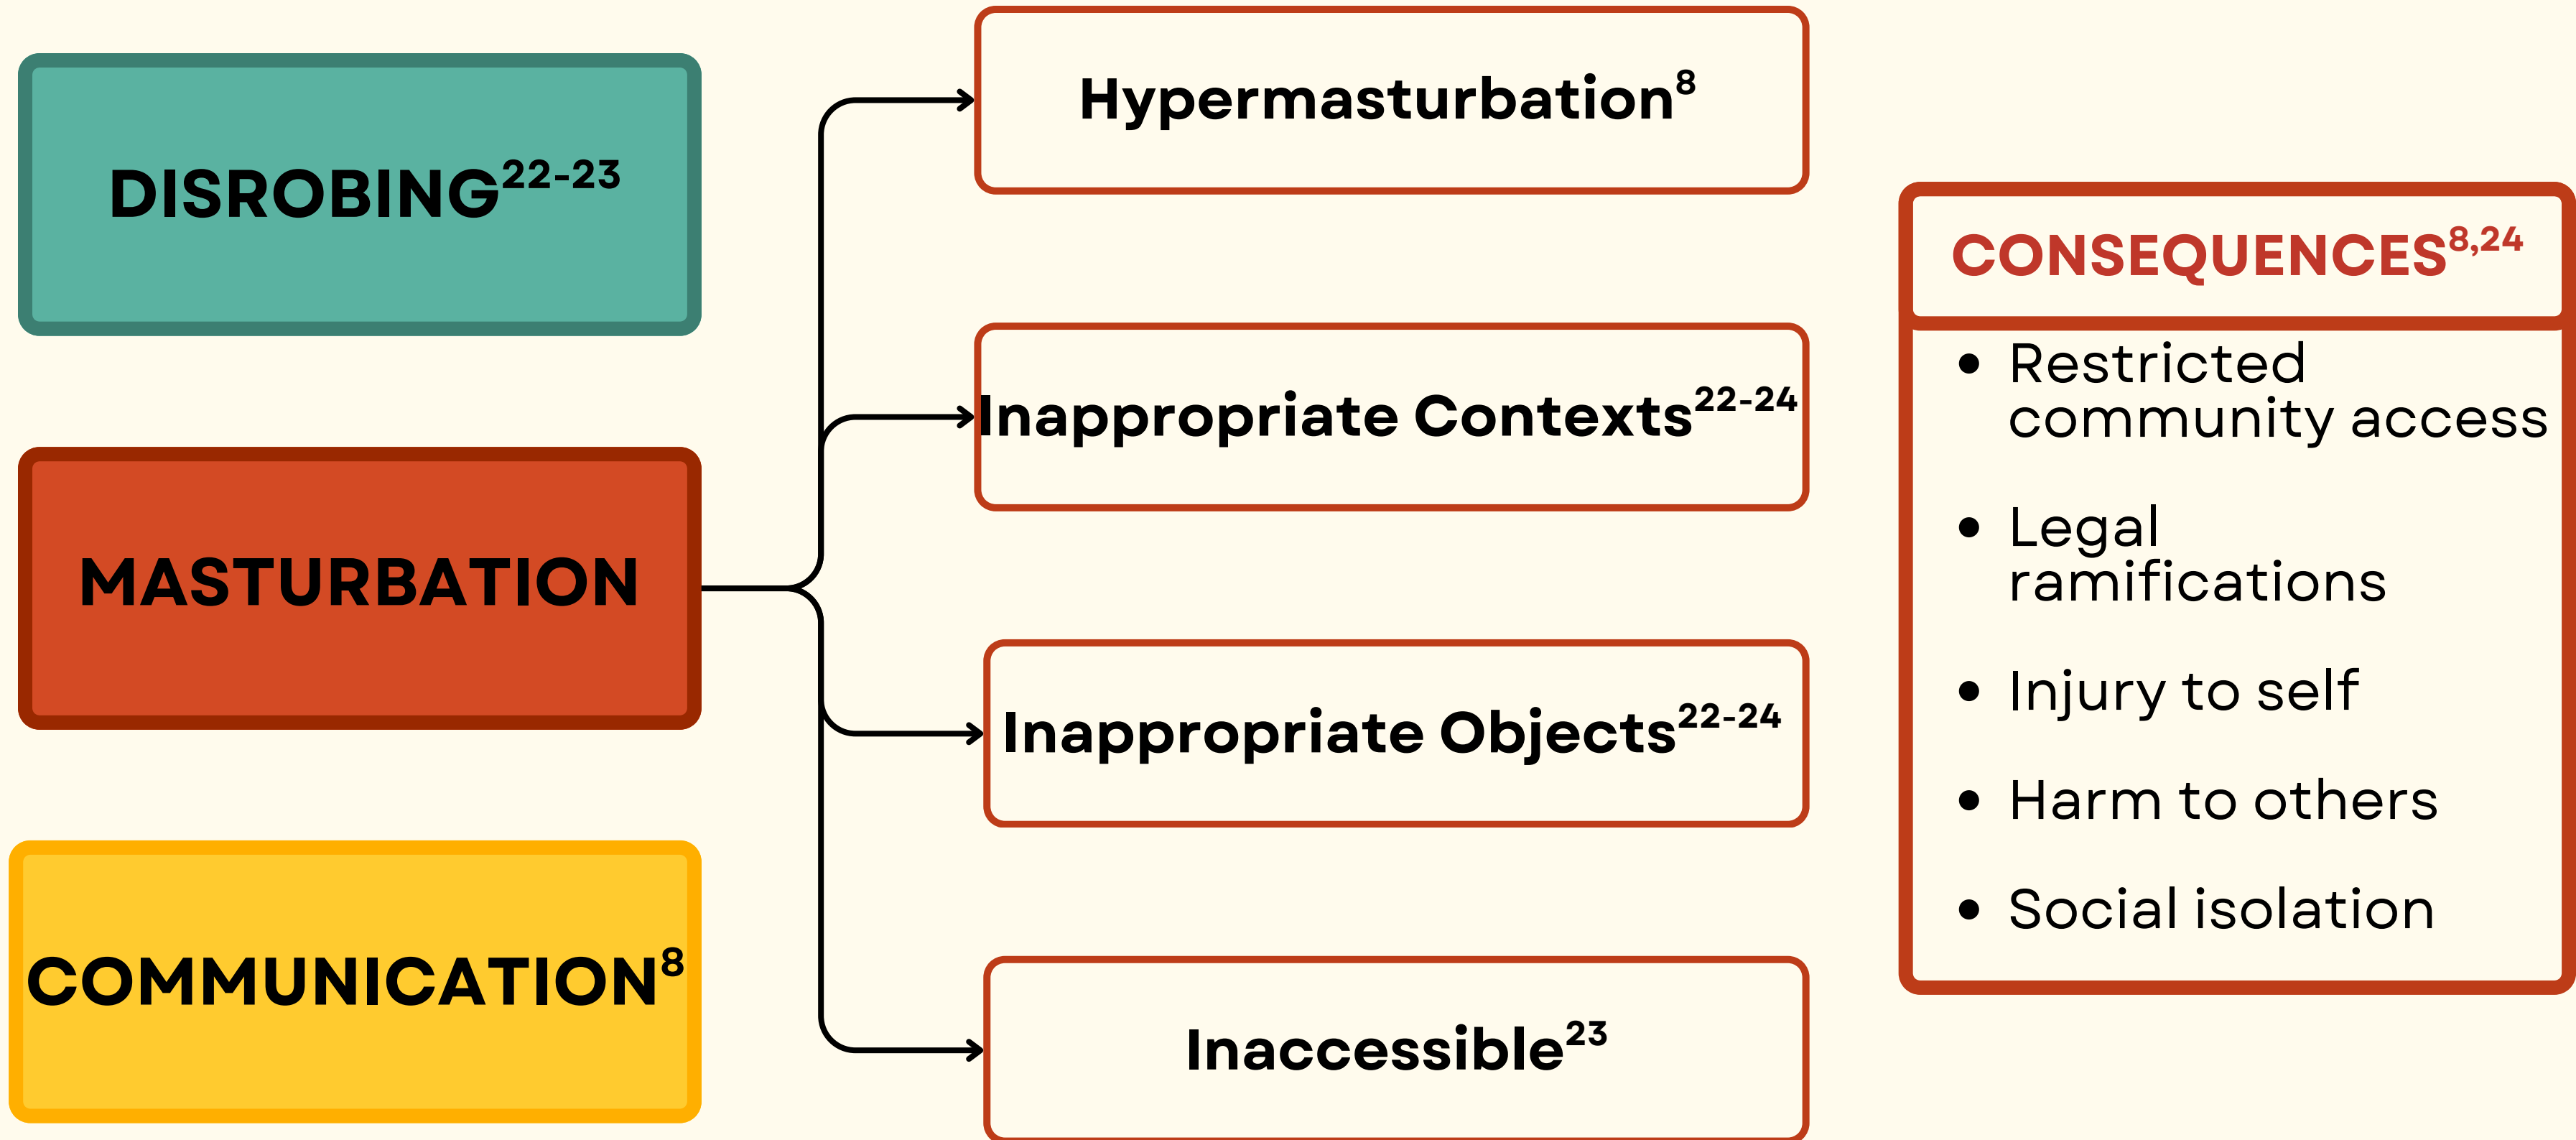 DISROBING²²⁻²³
MASTURBATION
COMMUNICATION⁸
Hypermasturbation⁸
Inappropriate Contexts²²⁻²⁴
Inappropriate Objects²²⁻²⁴
Inaccessible²³
CONSEQUENCES⁸,²⁴
• Restricted
community access
• Legal
ramifications
• Injury to self
• Harm to others
• Social isolation